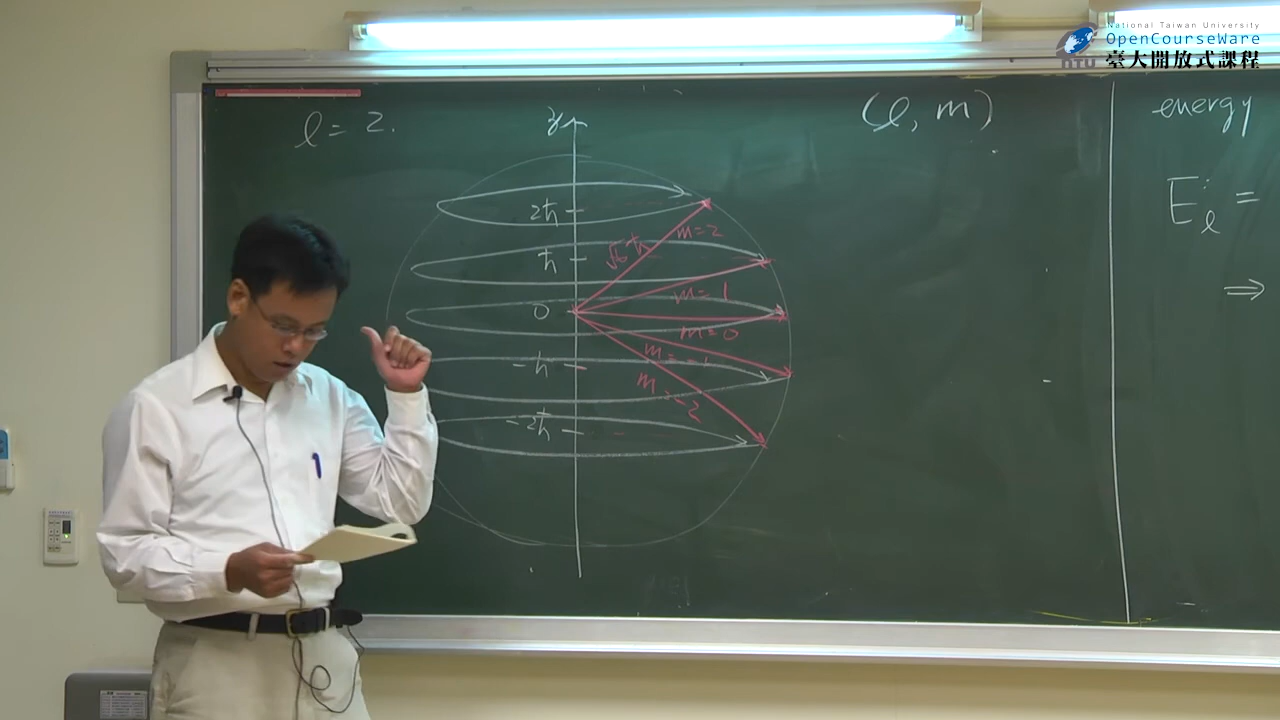 National Taiwan University
OpenCourseWare
NTU
臺大開放式課程
l = 2.
z
2ħ
ħ
0
-ħ
-2ħ
√6 ħ
m=2
m=1
m=0
m=-1
m=-2
(l, m)
energy
E_l =
⇒